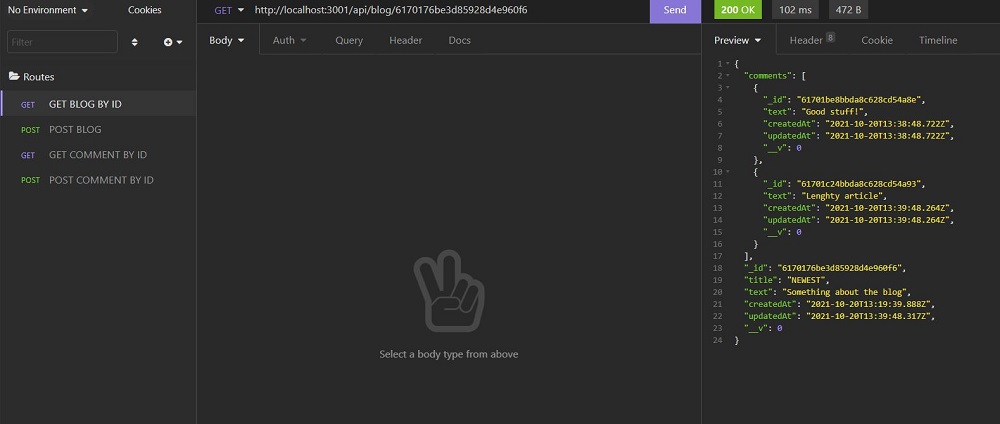 No Environment
Cookies
Filter
Routes
GET GET BLOG BY ID
POST POST BLOG
GET GET COMMENT BY ID
POST POST COMMENT BY ID
GET http://localhost:3001/api/blog/6170176be3d85928d4e960f6 Send
Body Auth Query Header Docs
Select a body type from above
200 OK 102 ms 472 B
Preview Header 8 Cookie Timeline
1 {
2 "comments": [
3 {
4 "_id": "61701be8bbda8c628cd54a8e",
5 "text": "Good stuff!",
6 "createdAt": "2021-10-20T13:38:48.722Z",
7 "updatedAt": "2021-10-20T13:38:48.722Z",
8 "__v": 0
9 },
10 {
11 "_id": "61701c24bbda8c628cd54a93",
12 "text": "Lenghty article",
13 "createdAt": "2021-10-20T13:39:48.264Z",
14 "updatedAt": "2021-10-20T13:39:48.264Z",
15 "__v": 0
16 }
17 ],
18 "_id": "6170176be3d85928d4e960f6",
19 "title": "NEWEST",
20 "text": "Something about the blog",
21 "createdAt": "2021-10-20T13:19:39.888Z",
22 "updatedAt": "2021-10-20T13:39:48.317Z",
23 "__v": 0
24 }